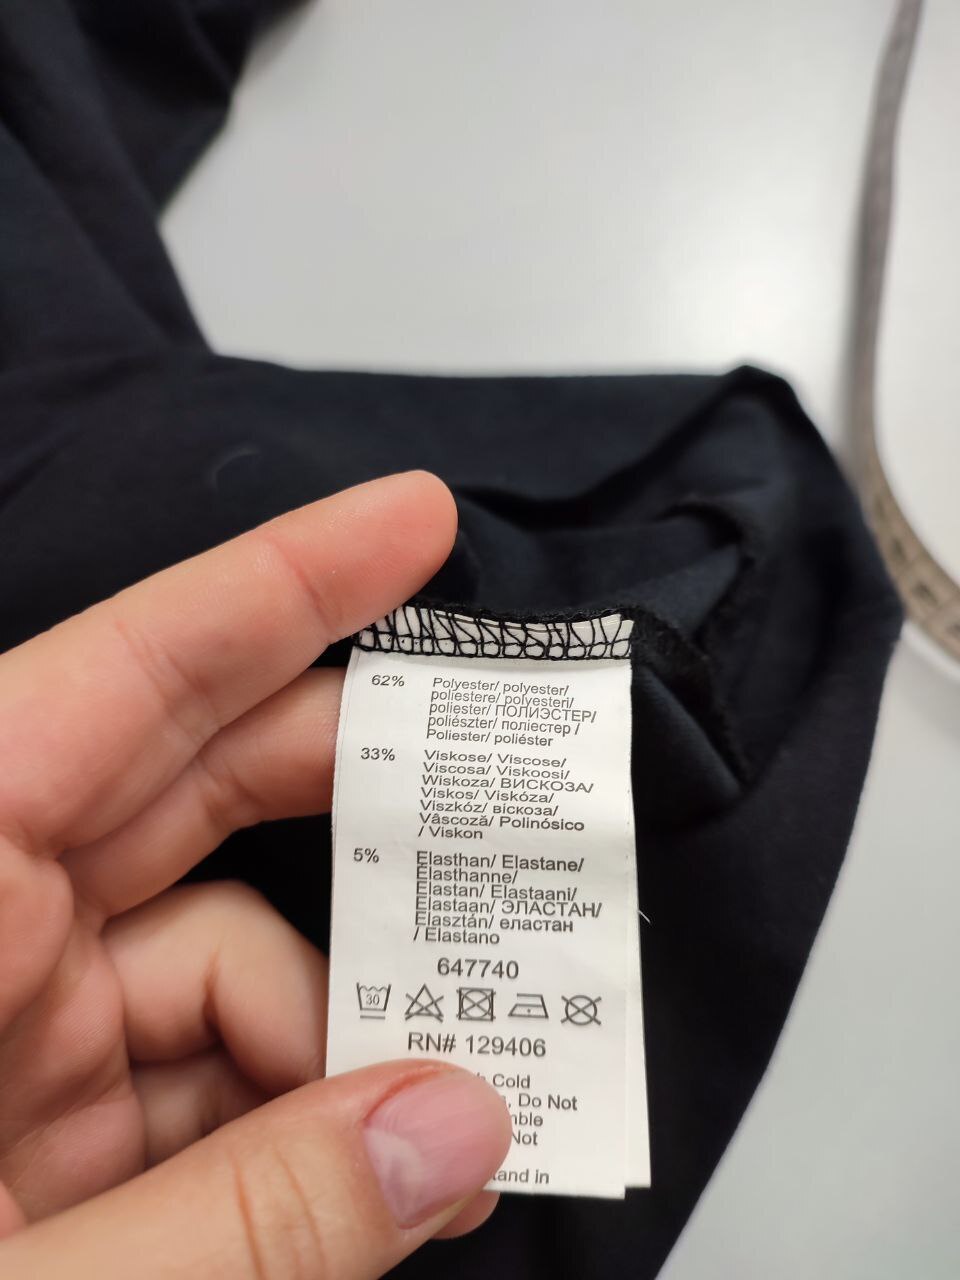 62% Polyester/ polyester/
poliestere/ polyesteri/
poliester/ ПОЛИЭСТЕР/
poliészter/ поліестер /
Poliester/ poliéster
33% Viskose/ Viscose/
Viscosa/ Viskoosi/
Wiskoza/ ВИСКОЗА/
Viskos/ Viskóza/
Viszkóz/ віскоза/
Vâscoză/ Polinósico
/ Viskon
5% Elasthan/ Elastane/
Élasthanne/
Elastan/ Elastaani/
Elastaan/ ЭЛАСТАН/
Elasztán/ еластан
/ Elastano
647740
30
RN# 129406
Cold
Do Not
Not
in